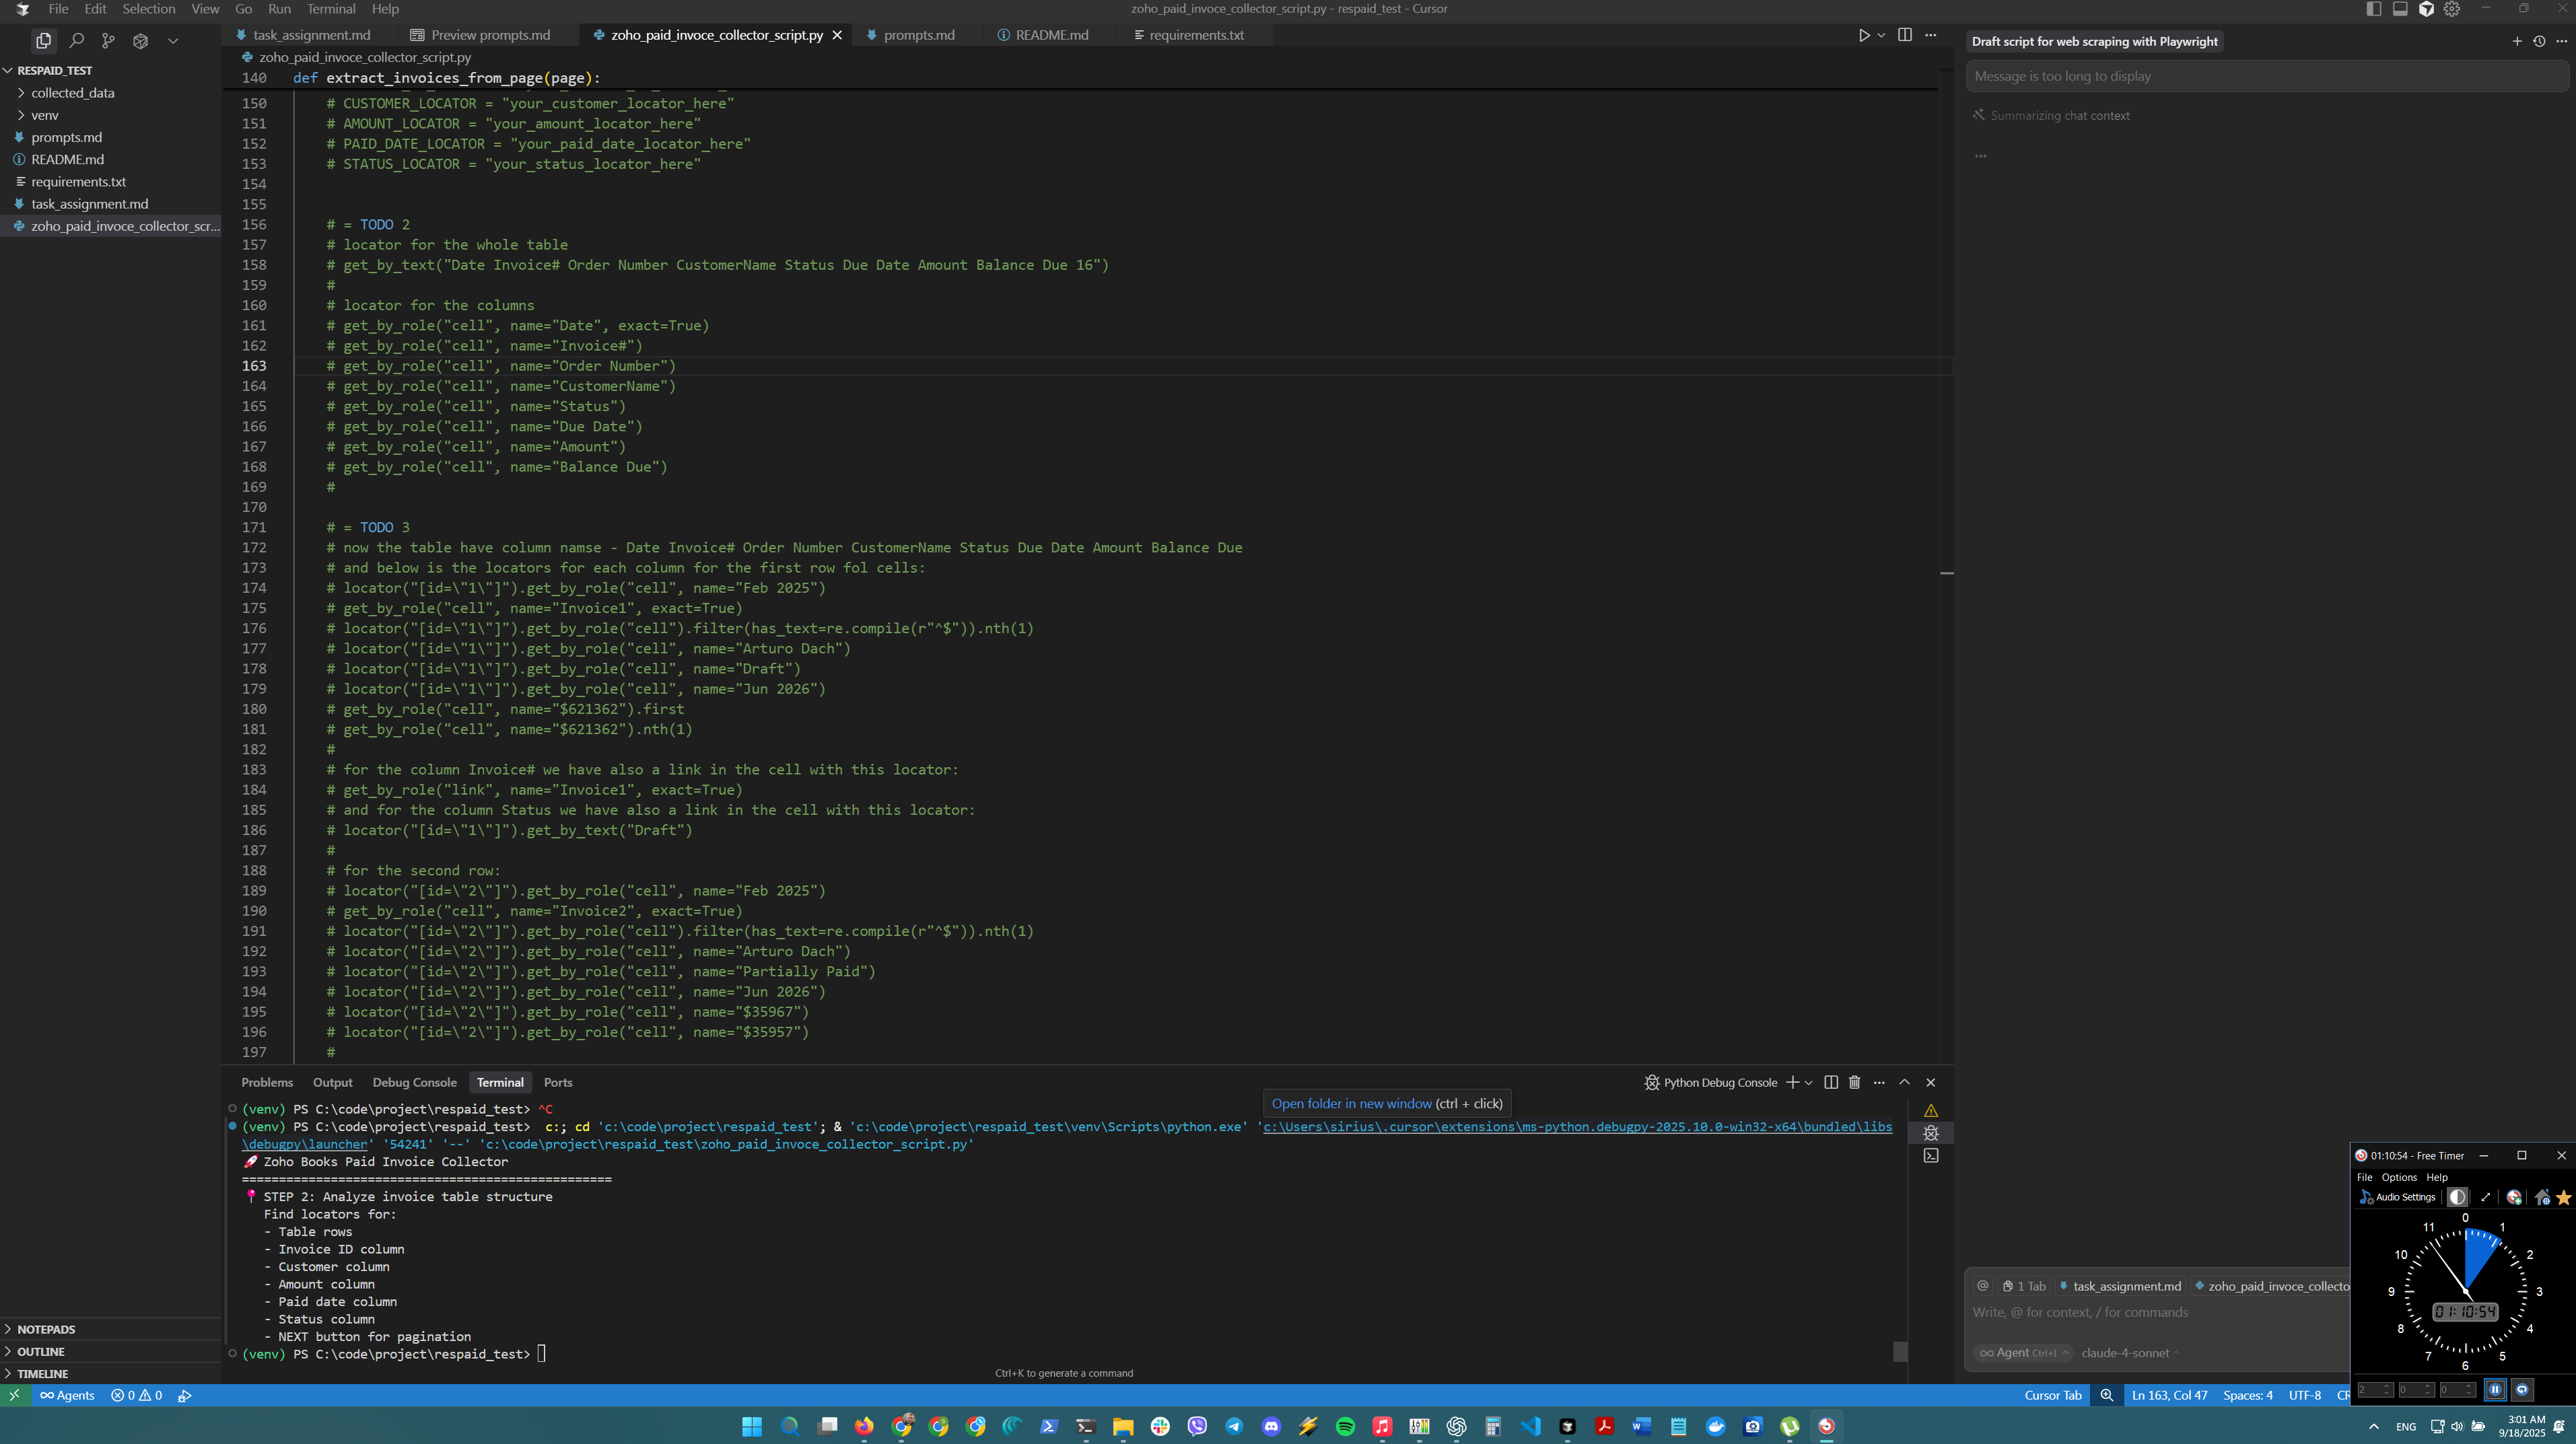 File Edit Selection View Go Run Terminal Help
zoho_paid_invoce_collector_script.py - respaid_test - Cursor
task_assignment.md
Preview prompts.md
zoho_paid_invoce_collector_script.py
prompts.md
README.md
requirements.txt
RESPAID_TEST
collected_data
venv
prompts.md
README.md
requirements.txt
task_assignment.md
zoho_paid_invoce_collector_scr...
NOTEPADS
OUTLINE
TIMELINE
zoho_paid_invoce_collector_script.py
140 def extract_invoices_from_page(page):
150 # CUSTOMER_LOCATOR = "your_customer_locator_here"
151 # AMOUNT_LOCATOR = "your_amount_locator_here"
152 # PAID_DATE_LOCATOR = "your_paid_date_locator_here"
153 # STATUS_LOCATOR = "your_status_locator_here"
154
155
156 # = TODO 2
157 # locator for the whole table
158 # get_by_text("Date Invoice# Order Number CustomerName Status Due Date Amount Balance Due 16")
159 #
160 # locator for the columns
161 # get_by_role("cell", name="Date", exact=True)
162 # get_by_role("cell", name="Invoice#")
163 # get_by_role("cell", name="Order Number")
164 # get_by_role("cell", name="CustomerName")
165 # get_by_role("cell", name="Status")
166 # get_by_role("cell", name="Due Date")
167 # get_by_role("cell", name="Amount")
168 # get_by_role("cell", name="Balance Due")
169 #
170
171 # = TODO 3
172 # now the table have column namse - Date Invoice# Order Number CustomerName Status Due Date Amount Balance Due
173 # and below is the locators for each column for the first row fol cells:
174 # locator("[id=\"1\"]").get_by_role("cell", name="Feb 2025")
175 # get_by_role("cell", name="Invoice1", exact=True)
176 # locator("[id=\"1\"]").get_by_role("cell").filter(has_text=re.compile(r"^$")).nth(1)
177 # locator("[id=\"1\"]").get_by_role("cell", name="Arturo Dach")
178 # locator("[id=\"1\"]").get_by_role("cell", name="Draft")
179 # locator("[id=\"1\"]").get_by_role("cell", name="Jun 2026")
180 # get_by_role("cell", name="$621362").first
181 # get_by_role("cell", name="$621362").nth(1)
182 #
183 # for the column Invoice# we have also a link in the cell with this locator:
184 # get_by_role("link", name="Invoice1", exact=True)
185 # and for the column Status we have also a link in the cell with this locator:
186 # locator("[id=\"1\"]").get_by_text("Draft")
187 #
188 # for the second row:
189 # locator("[id=\"2\"]").get_by_role("cell", name="Feb 2025")
190 # get_by_role("cell", name="Invoice2", exact=True)
191 # locator("[id=\"2\"]").get_by_role("cell").filter(has_text=re.compile(r"^$")).nth(1)
192 # locator("[id=\"2\"]").get_by_role("cell", name="Arturo Dach")
193 # locator("[id=\"2\"]").get_by_role("cell", name="Partially Paid")
194 # locator("[id=\"2\"]").get_by_role("cell", name="Jun 2026")
195 # locator("[id=\"2\"]").get_by_role("cell", name="$35967")
196 # locator("[id=\"2\"]").get_by_role("cell", name="$35957")
197 #
Problems Output Debug Console Terminal Ports
Python Debug Console
Open folder in new window (ctrl + click)
(venv) PS C:\code\project\respaid_test> ^C
(venv) PS C:\code\project\respaid_test> c:; cd 'c:\code\project\respaid_test'; & 'c:\code\project\respaid_test\venv\Scripts\python.exe' 'c:\Users\sirius\.cursor\extensions\ms-python.debugpy-2025.10.0-win32-x64\bundled\libs
\debugpy\launcher' '54241' '--' 'c:\code\project\respaid_test\zoho_paid_invoce_collector_script.py'
🚀 Zoho Books Paid Invoice Collector
==================================================
📍 STEP 2: Analyze invoice table structure
Find locators for:
- Table rows
- Invoice ID column
- Customer column
- Amount column
- Paid date column
- Status column
- NEXT button for pagination
(venv) PS C:\code\project\respaid_test>
Ctrl+K to generate a command
Draft script for web scraping with Playwright
Message is too long to display
Summarizing chat context
...
@ 1 Tab task_assignment.md zoho_paid_invoce_collecto
Write, @ for context, / for commands
Agent Ctrl+I claude-4-sonnet
01:10:54 - Free Timer
File Options Help
Audio Settings
0
1
2
3
4
5
6
7
8
9
10
11
01:10:54
2 0 0
Agents 0 0
Cursor Tab Ln 163, Col 47 Spaces: 4 UTF-8 CR
ENG
3:01 AM
9/18/2025